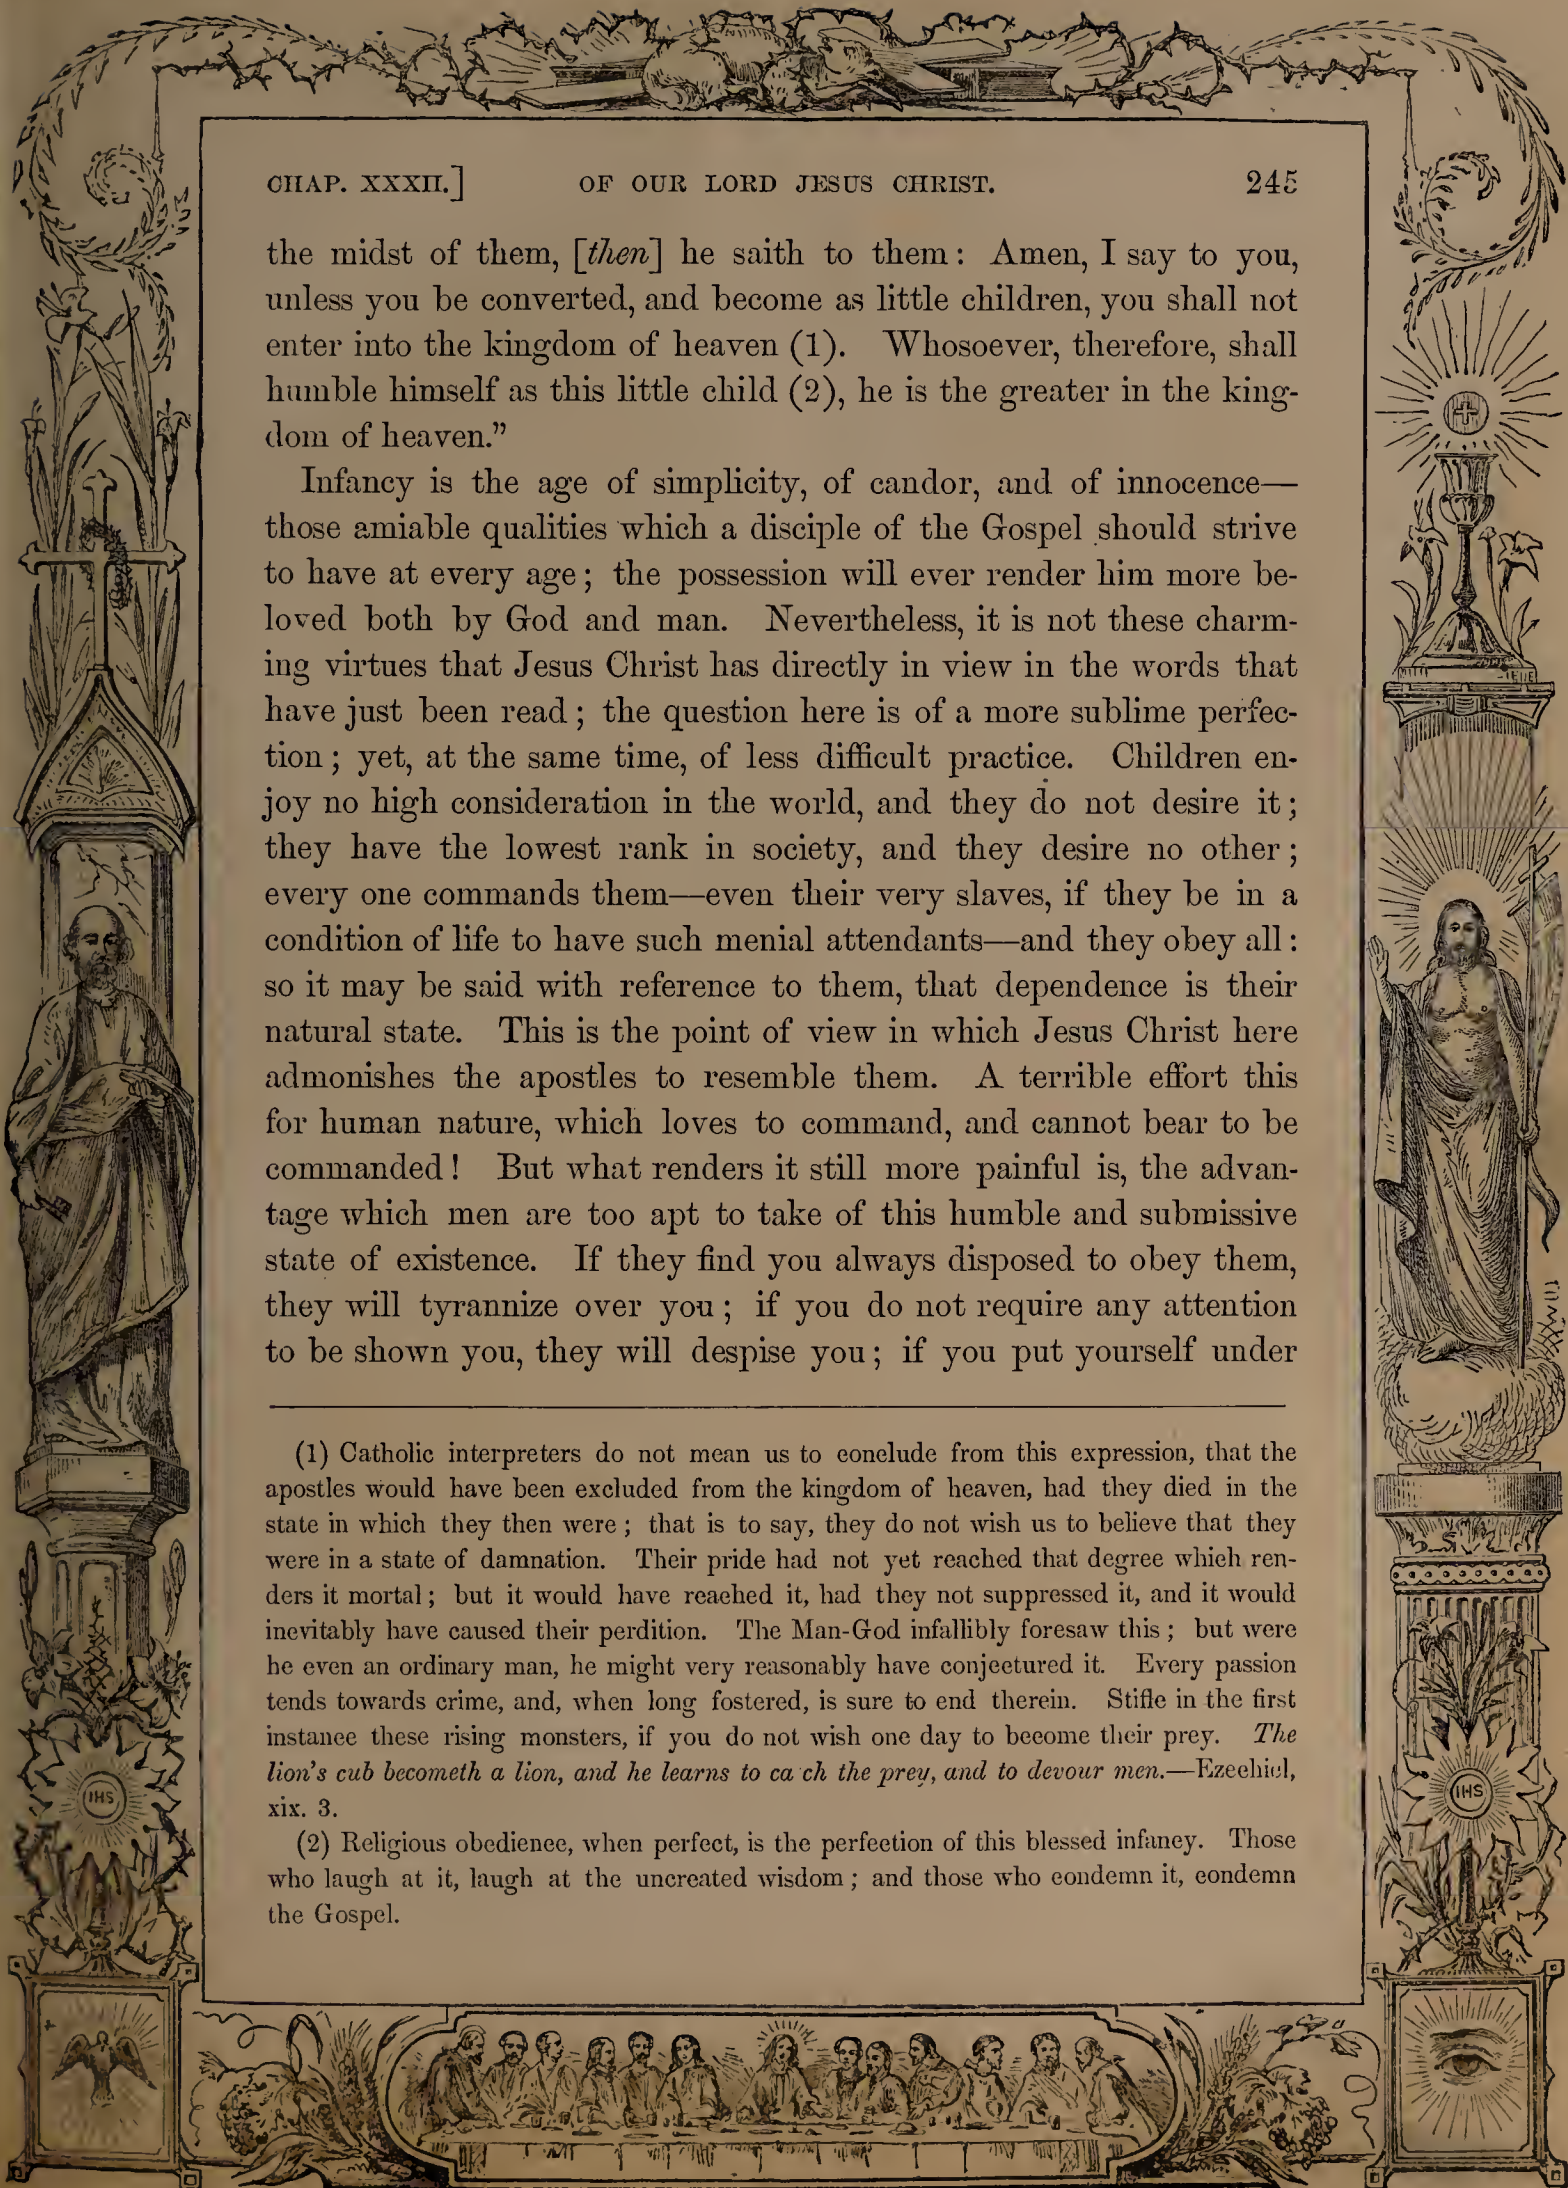 CHAP. XXXII.] OF OUR LORD JESUS CHRIST. 245
the midst of them, [then] he saith to them: Amen, I say to you,
unless you be converted, and become as little children, you shall not
enter into the kingdom of heaven (1). Whosoever, therefore, shall
humble himself as this little child (2), he is the greater in the king-
dom of heaven.”
Infancy is the age of simplicity, of candor, and of innocence—
those amiable qualities which a disciple of the Gospel should strive
to have at every age; the possession will ever render him more be-
loved both by God and man. Nevertheless, it is not these charm-
ing virtues that Jesus Christ has directly in view in the words that
have just been read; the question here is of a more sublime perfec-
tion; yet, at the same time, of less difficult practice. Children en-
joy no high consideration in the world, and they do not desire it;
they have the lowest rank in society, and they desire no other;
every one commands them—even their very slaves, if they be in a
condition of life to have such menial attendants—and they obey all:
so it may be said with reference to them, that dependence is their
natural state. This is the point of view in which Jesus Christ here
admonishes the apostles to resemble them. A terrible effort this
for human nature, which loves to command, and cannot bear to be
commanded! But what renders it still more painful is, the advan-
tage which men are too apt to take of this humble and submissive
state of existence. If they find you always disposed to obey them,
they will tyrannize over you; if you do not require any attention
to be shown you, they will despise you; if you put yourself under
(1) Catholic interpreters do not mean us to conclude from this expression, that the
apostles would have been excluded from the kingdom of heaven, had they died in the
state in which they then were; that is to say, they do not wish us to believe that they
were in a state of damnation. Their pride had not yet reached that degree which ren-
ders it mortal; but it would have reached it, had they not suppressed it, and it would
inevitably have caused their perdition. The Man-God infallibly foresaw this; but were
he even an ordinary man, he might very reasonably have conjectured it. Every passion
tends towards crime, and, when long fostered, is sure to end therein. Stifle in the first
instance these rising monsters, if you do not wish one day to become their prey. The
lion's cub becometh a lion, and he learns to ca ch the prey, and to devour men.—Ezechiel,
xix. 3.
(2) Religious obedience, when perfect, is the perfection of this blessed infancy. Those
who laugh at it, laugh at the uncreated wisdom; and those who condemn it, condemn
the Gospel.
IHS
IHS